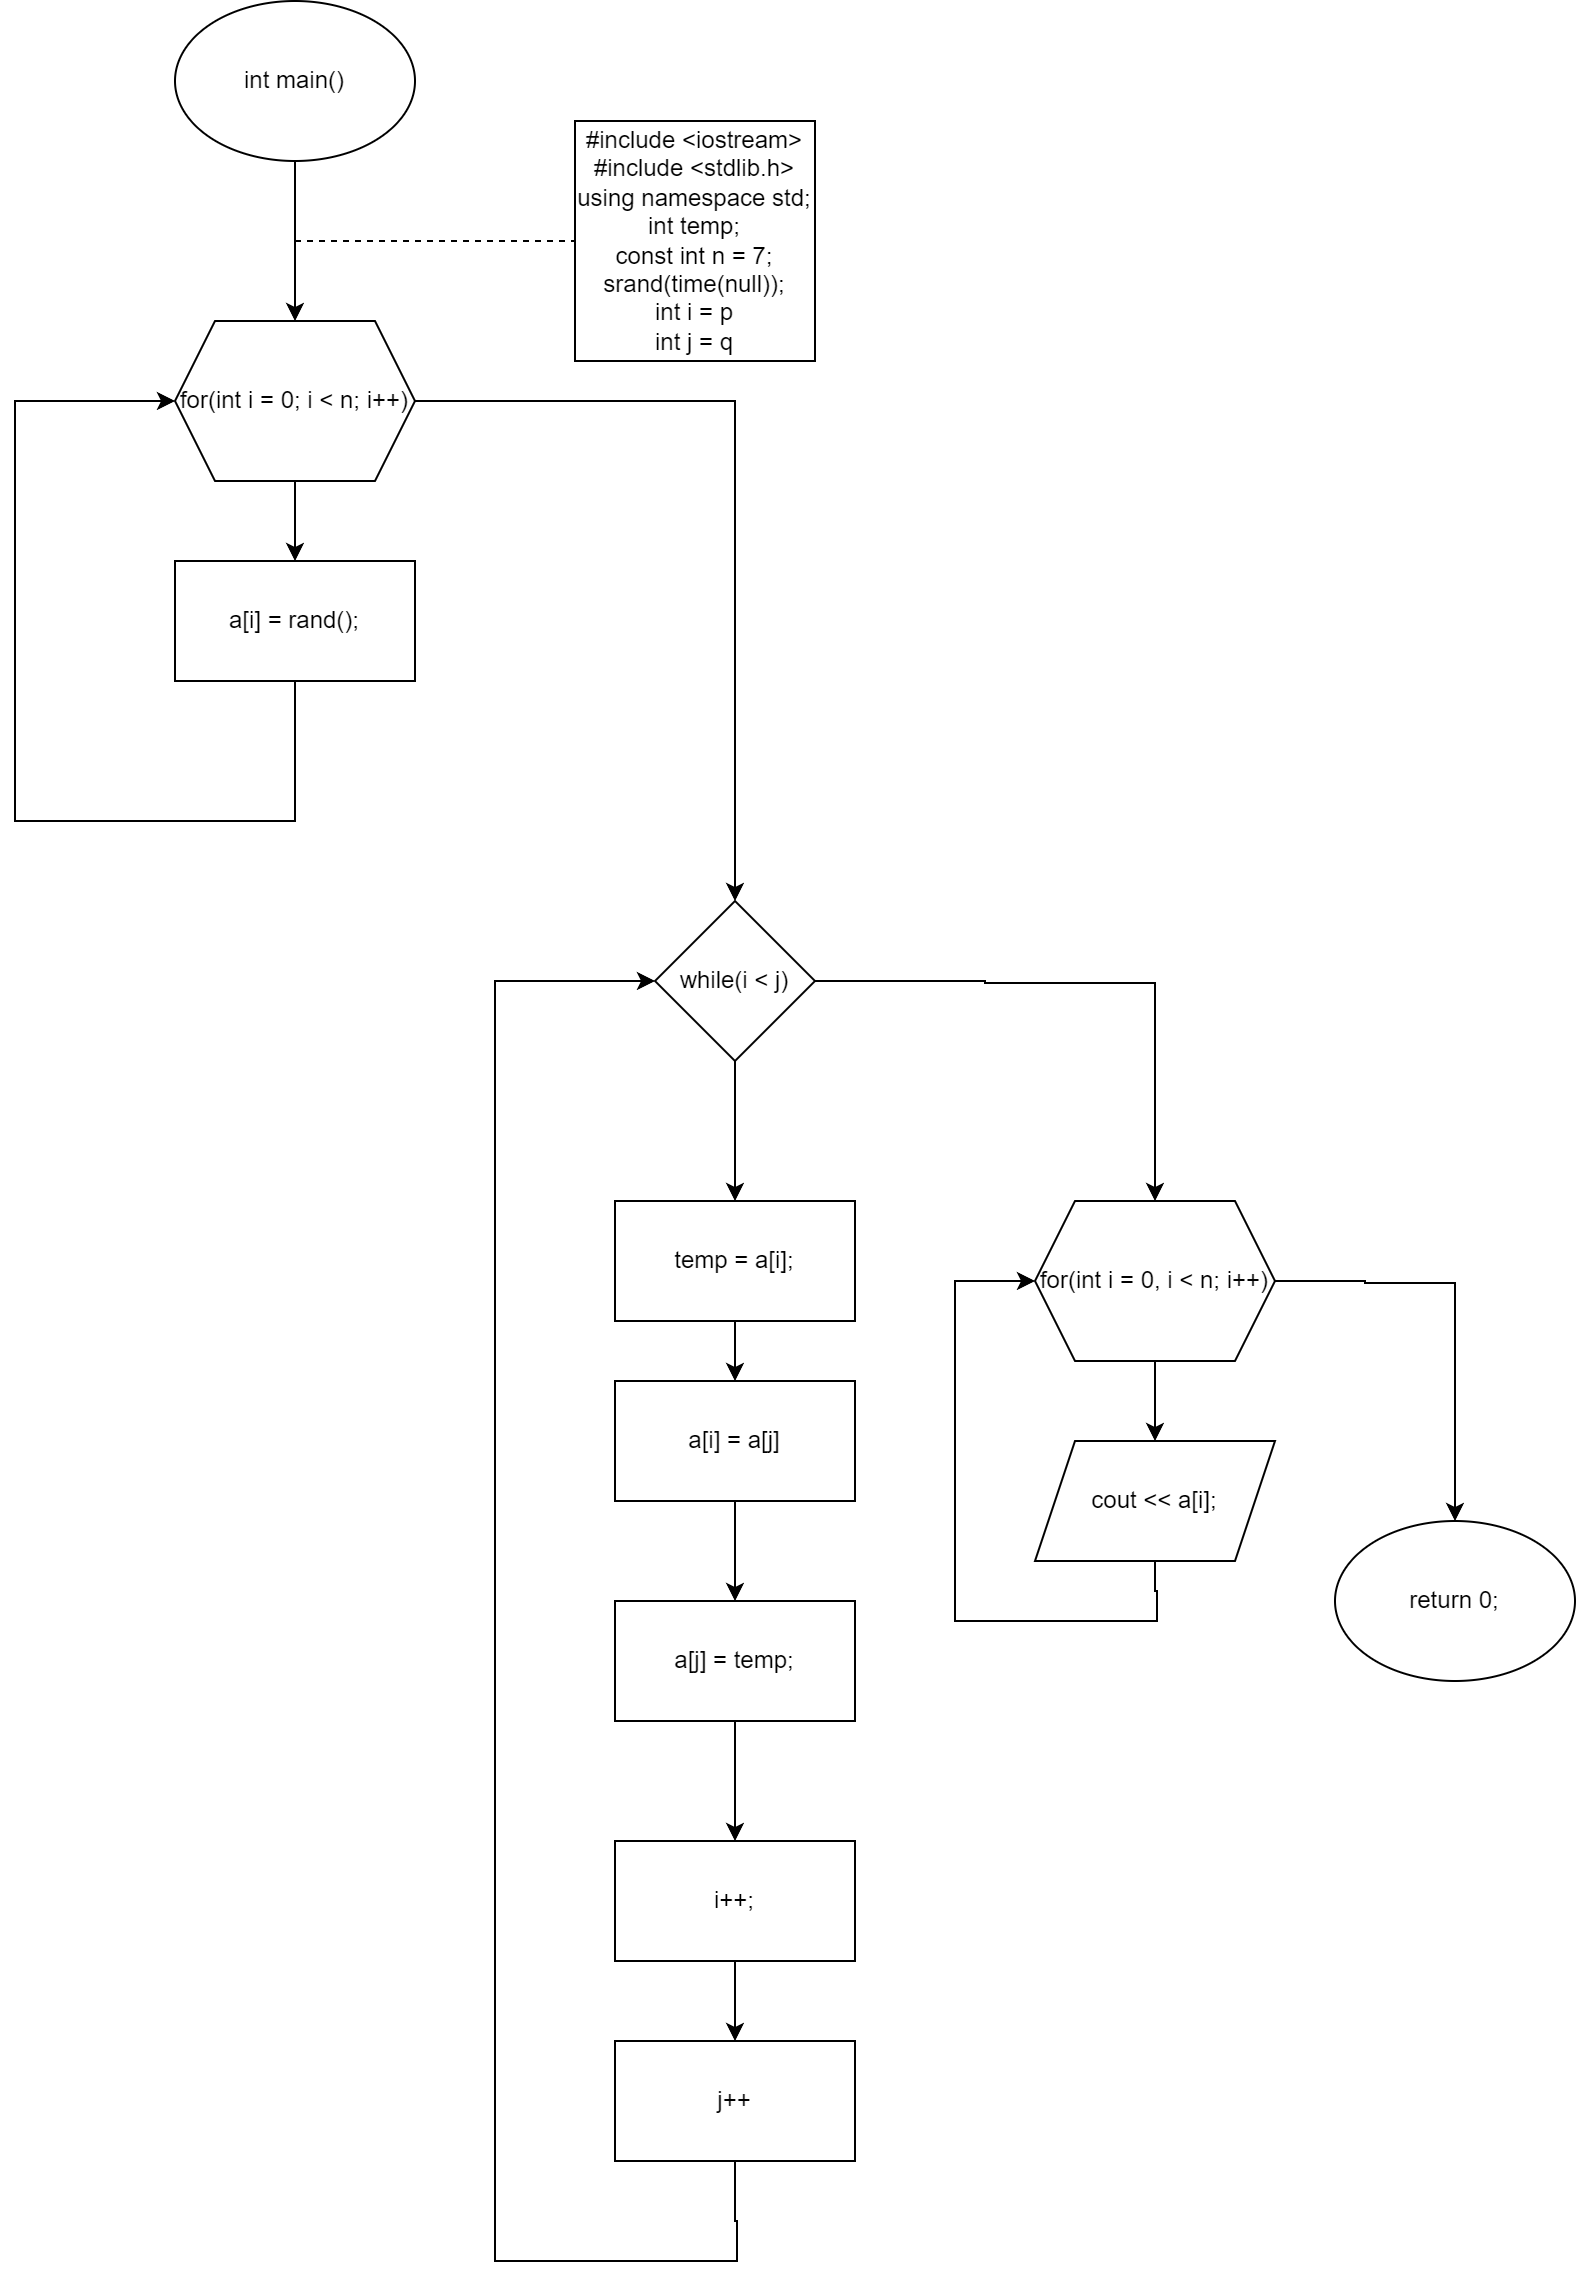 int main()
#include <iostream>
#include <stdlib.h>
using namespace std;
int temp;
const int n = 7;
srand(time(null));
int i = p
int j = q
for(int i = 0; i < n; i++)
a[i] = rand();
while(i < j)
temp = a[i];
a[i] = a[j]
a[j] = temp;
i++;
j++
for(int i = 0, i < n; i++)
cout << a[i];
return 0;